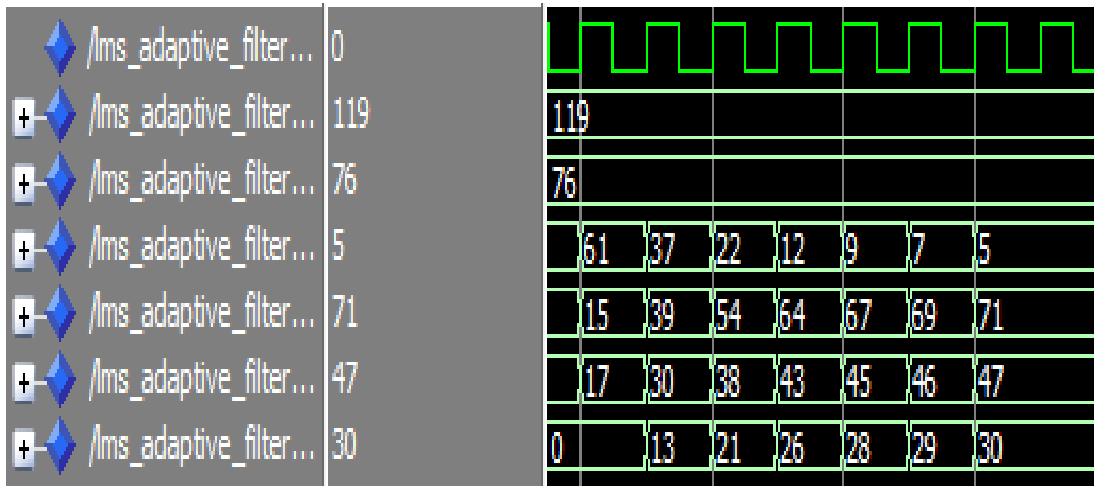 /lms_adaptive_filter... 0
/lms_adaptive_filter... 119 119
/lms_adaptive_filter... 76 76
/lms_adaptive_filter... 5 61 37 22 12 9 7 5
/lms_adaptive_filter... 71 15 39 54 64 67 69 71
/lms_adaptive_filter... 47 17 30 38 43 45 46 47
/lms_adaptive_filter... 30 0 13 21 26 28 29 30